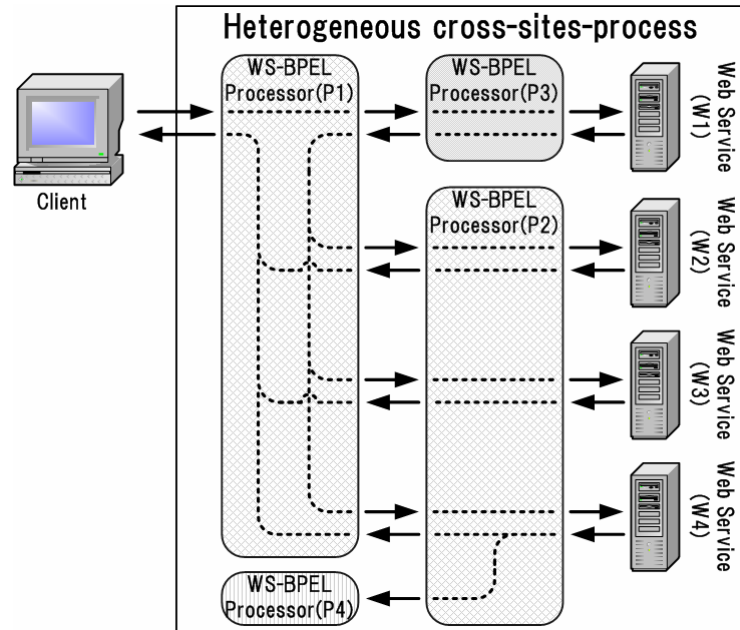 Heterogeneous cross-sites-process
WS-BPEL
Processor(P1)
WS-BPEL
Processor(P3)
Web Service
(W1)
Client
WS-BPEL
Processor(P2)
Web Service
(W2)
Web Service
(W3)
Web Service
(W4)
WS-BPEL
Processor(P4)